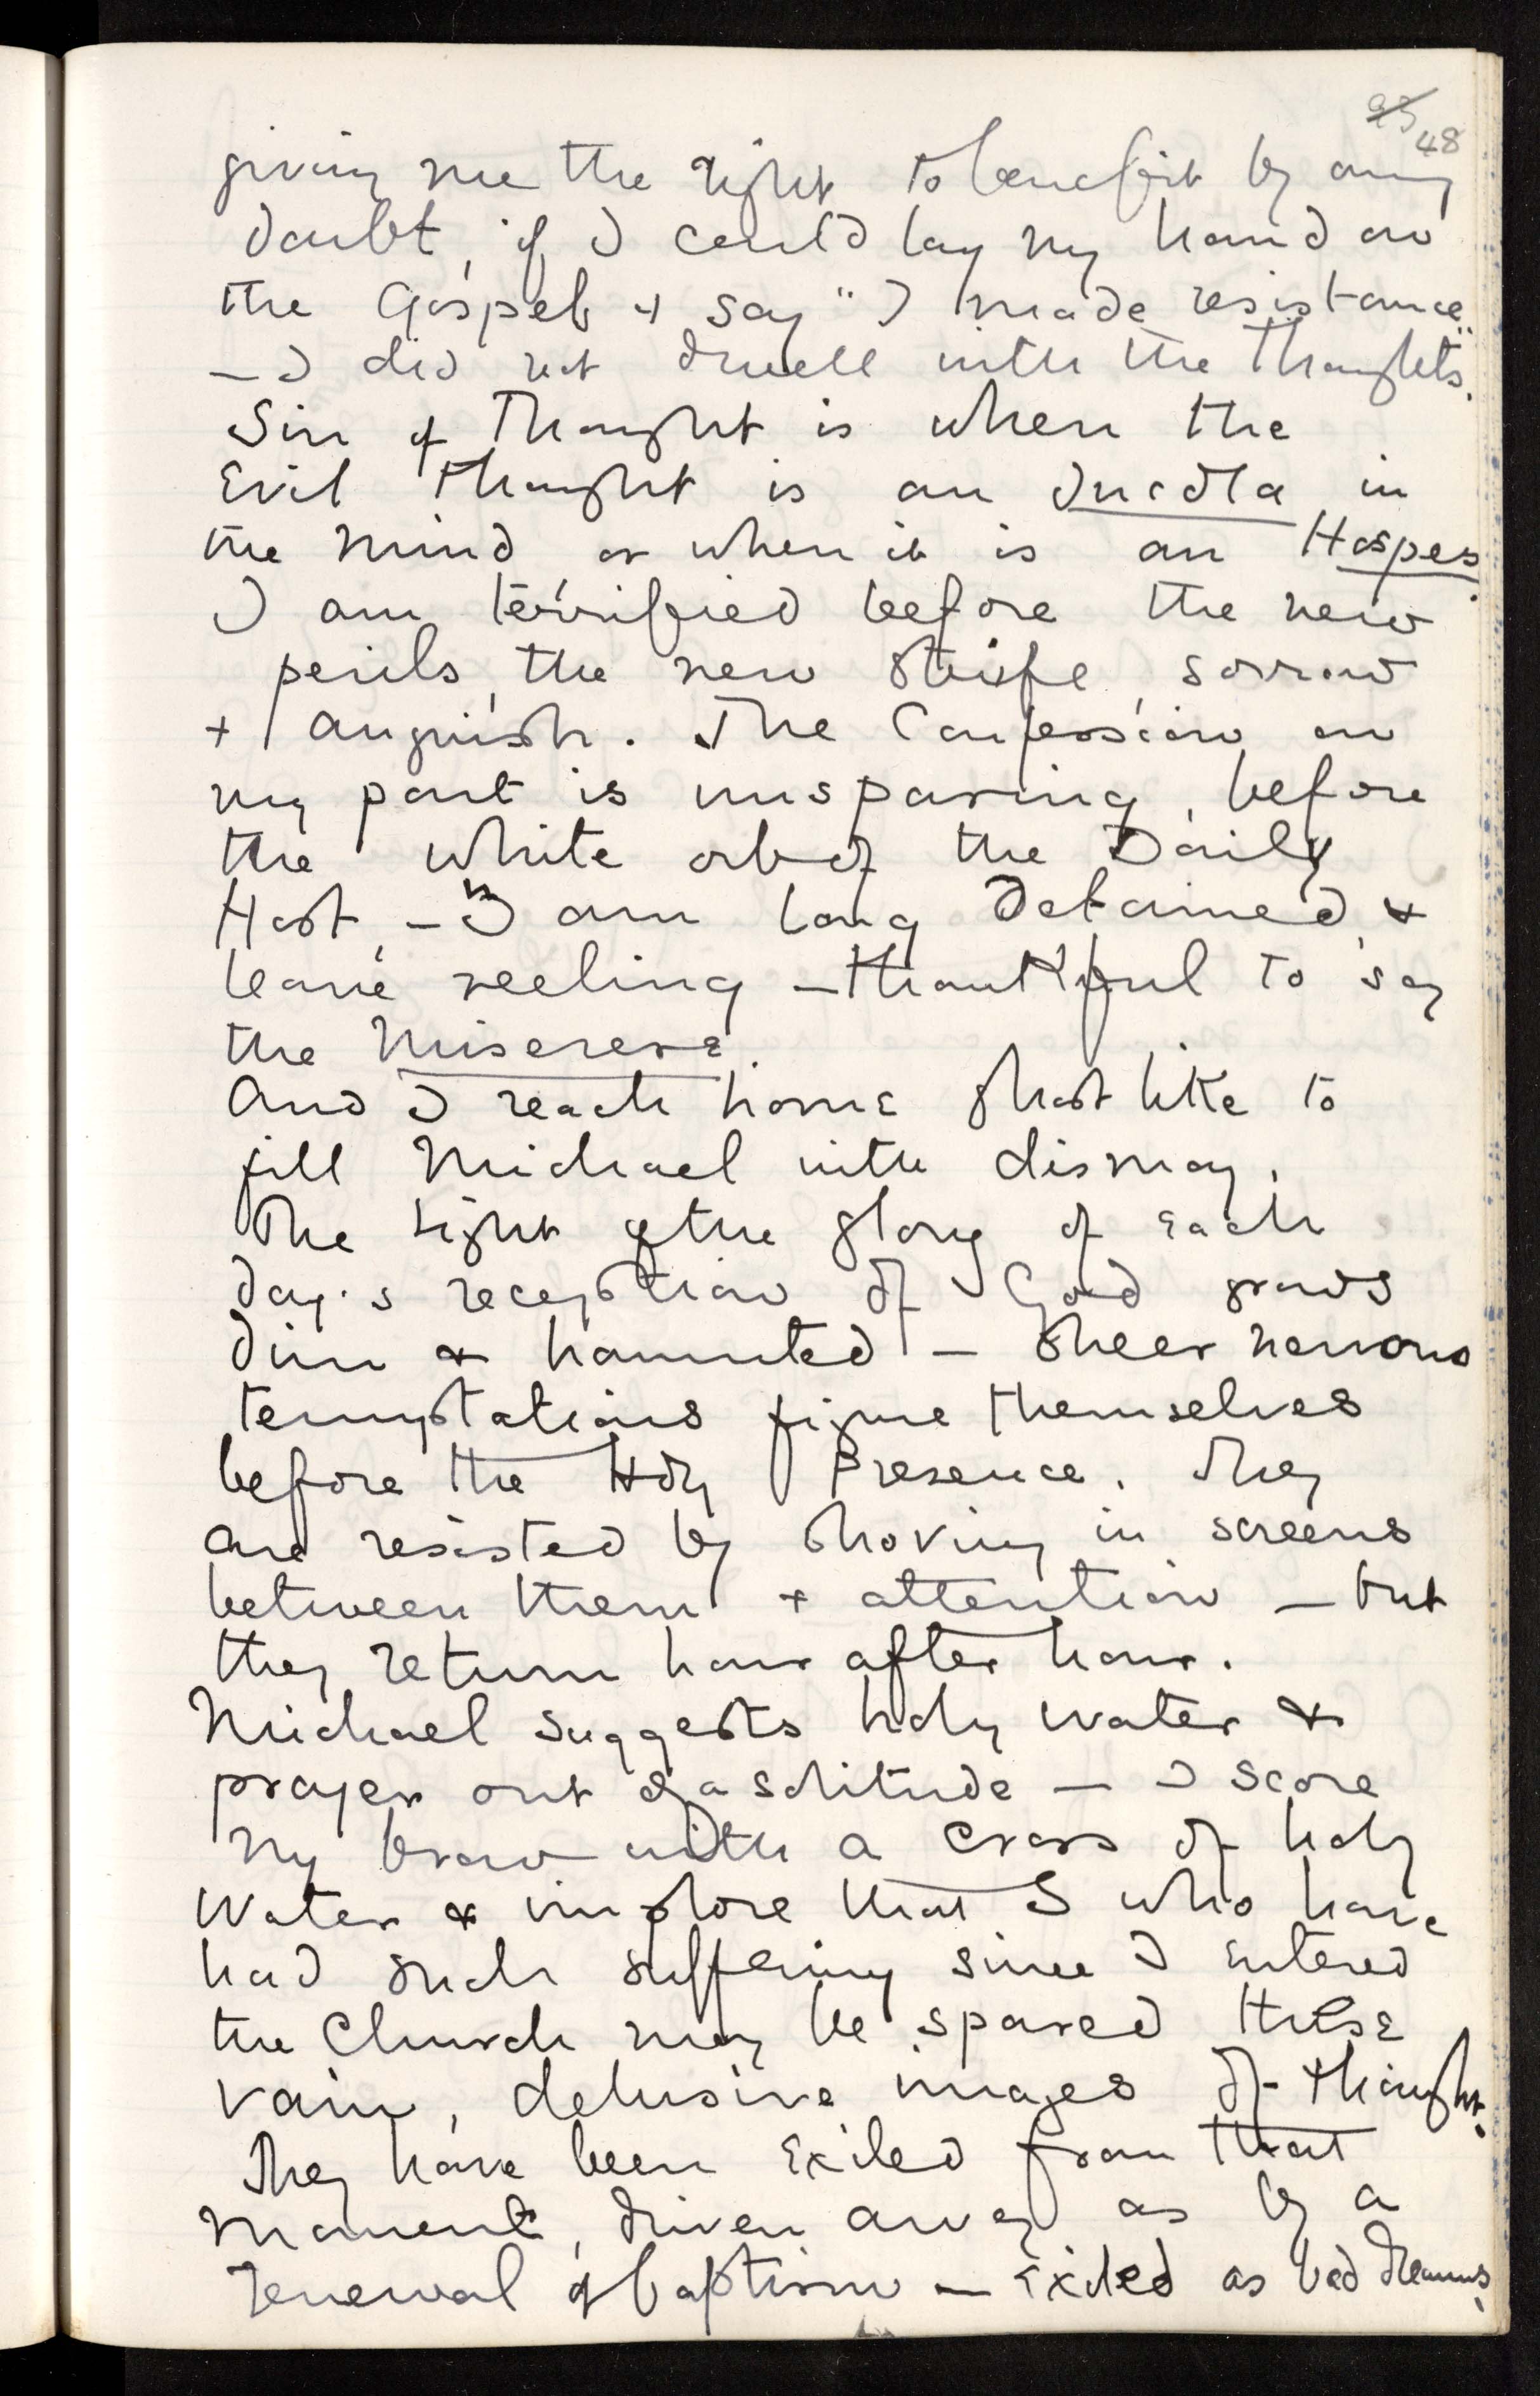 95 48
giving me the right to benefit by any
doubt, if I could lay my hand on
the Gospels & say "I made resistance
— I did not dwell with the thoughts."
Sin of Thought is when the
Evil Thought is an Incola in
the mind or when it is an Hospes.
I am terrified before the new
perils, the new strife, sorrow
+ anguish. The Confession on
my part is unsparing, before
the white orb of the Daily
Host, — I am long detained, &
leave reeling — thankful to say
the Miserere.
And I reach home ghost like to
fill Michael with dismay.
The sight of the glory of each
day's reception of God grows
dim & haunted — Sheer nervous
temptations figure themselves
before the Holy Presence. They
are resisted by shoving in screens
between them + attention — but
they return hour after hour.
Michael suggests holy water &
prayer out of a solitude — I score
my brow with a cross of holy
Water & implore that I who have
had such suffering since I entered
the Church may be spared these
vain, delusive images of thought.
They have been exiled from that
moment, driven away as by a
renewal of baptism — exiled as bad dreams,